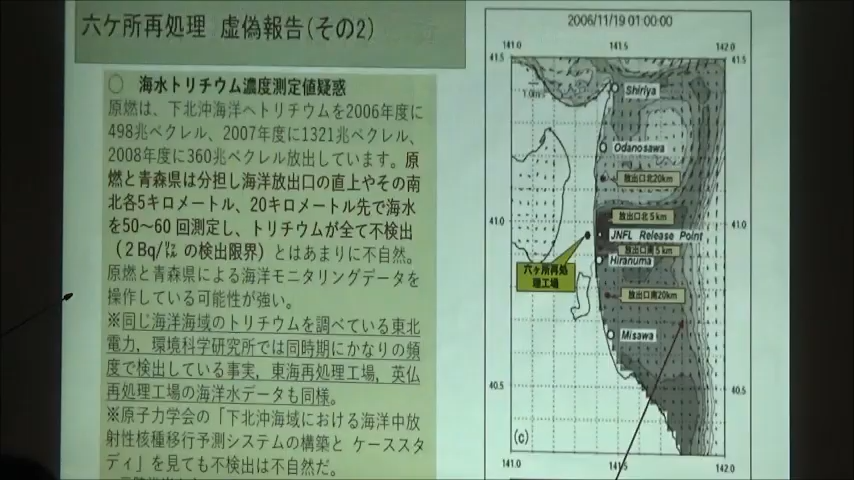 六ケ所再処理 虚偽報告(その2)
○ 海水トリチウム濃度測定値疑惑
原燃は、下北沖海洋へトリチウムを2006年度に
498兆ベクレル、2007年度に1321兆ベクレル、
2008年度に360兆ベクレル放出しています。原
燃と青森県は分担し海洋放出口の直上やその南
北各5キロメートル、20キロメートル先で海水
を50～60回測定し、トリチウムが全て不検出
(2Bq/㍑の検出限界)とはあまりに不自然。
原燃と青森県による海洋モニタリングデータを
操作している可能性が強い。
※同じ海洋海域のトリチウムを調べている東北
電力，環境科学研究所では同時期にかなりの頻
度で検出している事実，東海再処理工場，英仏
再処理工場の海洋水データも同様。
※原子力学会の「下北沖海域における海洋中放
射性核種移行予測システムの構築と ケーススタ
ディ」を見ても不検出は不自然だ。
2006/11/19 01:00:00
141.0 141.5 142.0
41.5 41.5
1.0m/s
Shiriya
Odanosawa
放出口北20km
放出口北5km
41.0 41.0
JNFL Release Point
放出口南5km
Hiranuma
六ヶ所再処
理工場
放出口南20km
Misawa
40.5 40.5
(c)
141.0 141.5 142.0